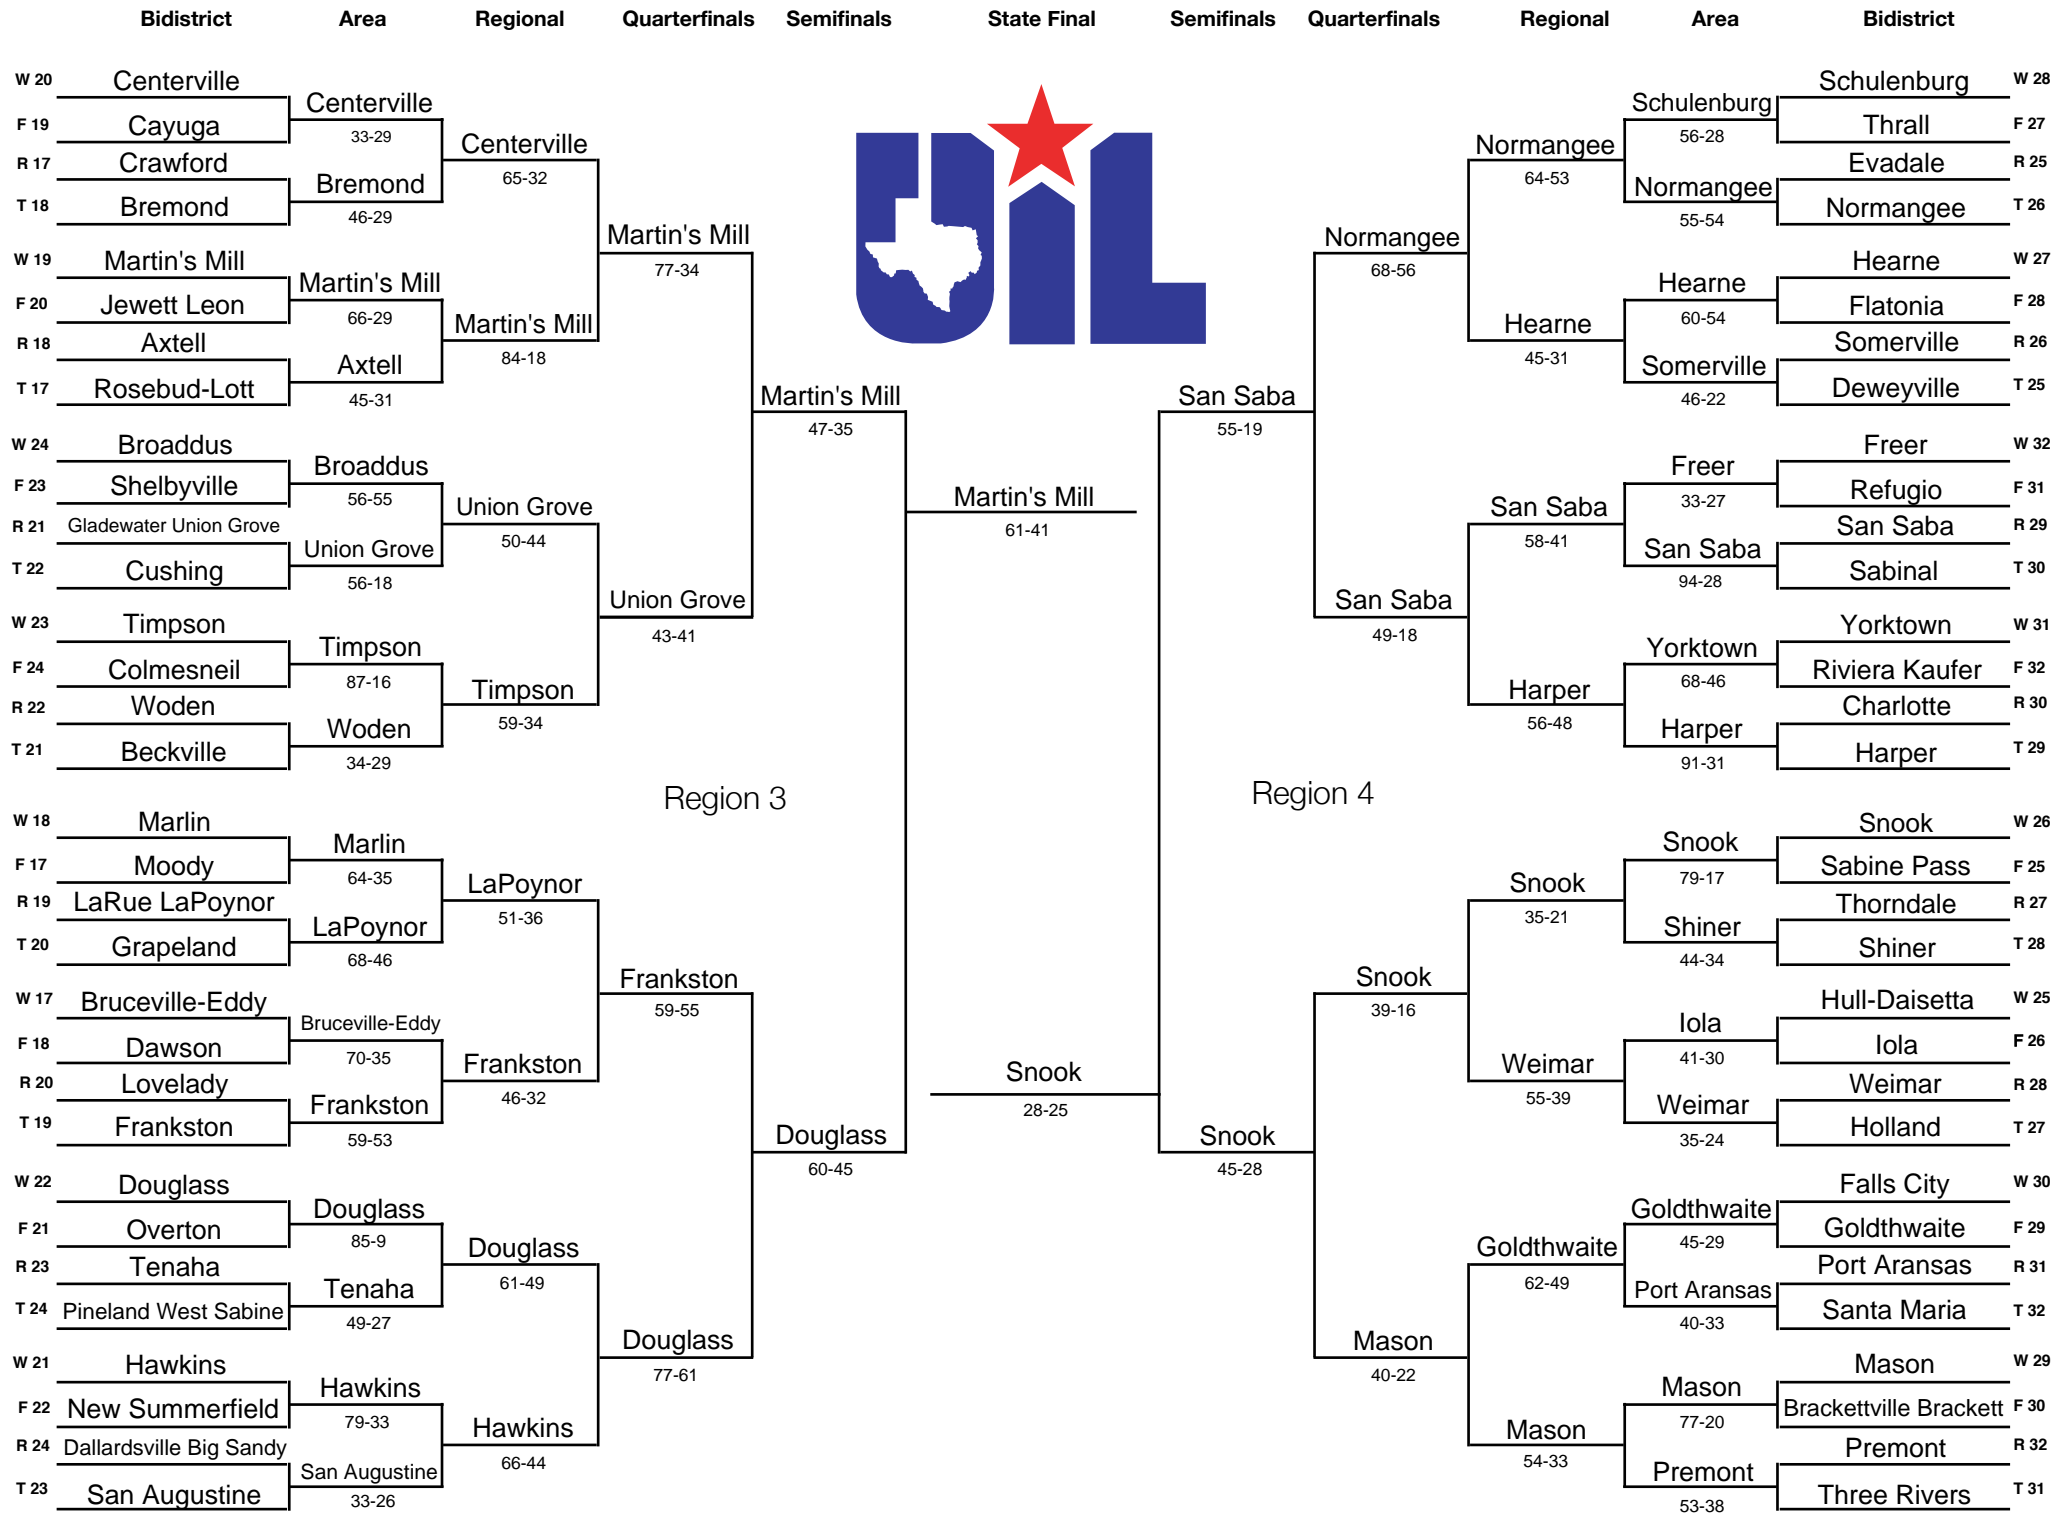 Bidistrict Area Regional Quarterfinals Semifinals State Final Semifinals Quarterfinals Regional Area Bidistrict
W 20 Centerville
Centerville
33-29
F 19 Cayuga
Centerville
65-32
R 17 Crawford
Bremond
46-29
T 18 Bremond
Martin's Mill
77-34
W 19 Martin's Mill
Martin's Mill
66-29
F 20 Jewett Leon
Martin's Mill
84-18
R 18 Axtell
Axtell
45-31
T 17 Rosebud-Lott
Martin's Mill
47-35
W 24 Broaddus
Broaddus
56-55
F 23 Shelbyville
Union Grove
50-44
R 21 Gladewater Union Grove
Union Grove
56-18
T 22 Cushing
Union Grove
43-41
W 23 Timpson
Timpson
87-16
F 24 Colmesneil
Timpson
59-34
R 22 Woden
Woden
34-29
T 21 Beckville
Region 3
W 18 Marlin
Marlin
64-35
F 17 Moody
LaPoynor
51-36
R 19 LaRue LaPoynor
LaPoynor
68-46
T 20 Grapeland
Frankston
59-55
W 17 Bruceville-Eddy
Bruceville-Eddy
70-35
F 18 Dawson
Frankston
46-32
R 20 Lovelady
Frankston
59-53
T 19 Frankston
Douglass
60-45
W 22 Douglass
Douglass
85-9
F 21 Overton
Douglass
61-49
R 23 Tenaha
Tenaha
49-27
T 24 Pineland West Sabine
Douglass
77-61
W 21 Hawkins
Hawkins
79-33
F 22 New Summerfield
Hawkins
66-44
R 24 Dallardsville Big Sandy
San Augustine
33-26
T 23 San Augustine
UIL
Martin's Mill
61-41
Snook
28-25
Schulenburg W 28
Schulenburg
56-28
Thrall F 27
Normangee
64-53
Evadale R 25
Normangee
55-54
Normangee T 26
Normangee
68-56
Hearne W 27
Hearne
60-54
Flatonia F 28
Hearne
45-31
Somerville R 26
Somerville
46-22
Deweyville T 25
San Saba
55-19
Freer W 32
Freer
33-27
Refugio F 31
San Saba
58-41
San Saba R 29
San Saba
94-28
Sabinal T 30
San Saba
49-18
Yorktown W 31
Yorktown
68-46
Riviera Kaufer F 32
Harper
56-48
Charlotte R 30
Harper
91-31
Harper T 29
Region 4
Snook W 26
Snook
79-17
Sabine Pass F 25
Snook
35-21
Thorndale R 27
Shiner
44-34
Shiner T 28
Snook
39-16
Hull-Daisetta W 25
Iola
41-30
Iola F 26
Weimar
55-39
Weimar R 28
Weimar
35-24
Holland T 27
Snook
45-28
Falls City W 30
Goldthwaite
45-29
Goldthwaite F 29
Goldthwaite
62-49
Port Aransas R 31
Port Aransas
40-33
Santa Maria T 32
Mason
40-22
Mason W 29
Mason
77-20
Brackettville Brackett F 30
Mason
54-33
Premont R 32
Premont
53-38
Three Rivers T 31